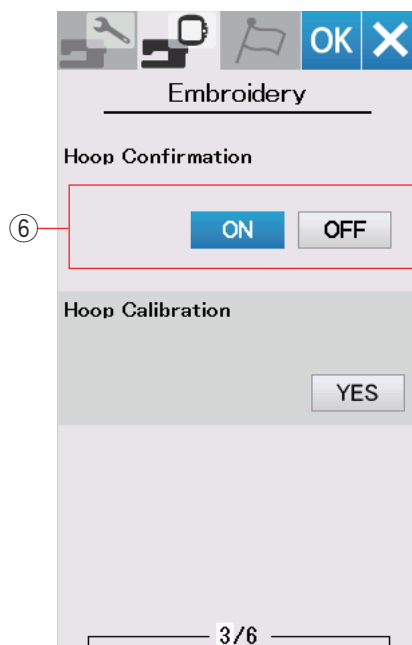 OK X
Embroidery
Hoop Confirmation
⑥ ON OFF
Hoop Calibration
YES
3/6